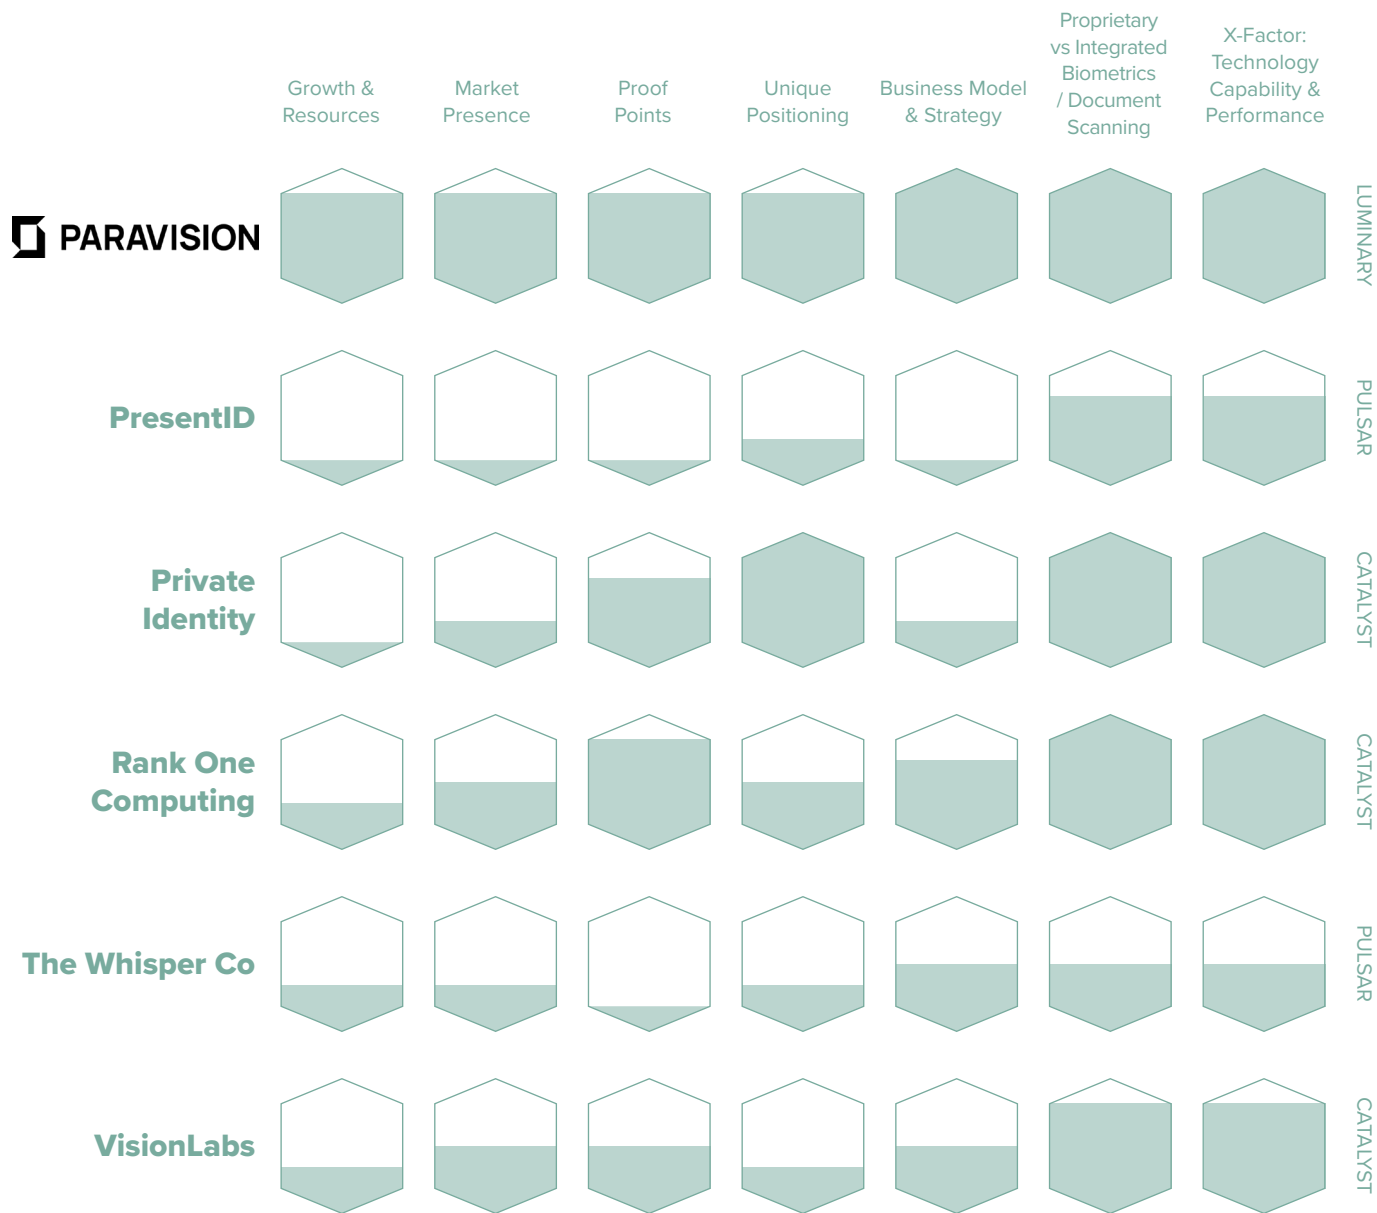 Growth &
Resources
Market
Presence
Proof
Points
Unique
Positioning
Business Model
& Strategy
Proprietary
vs Integrated
Biometrics
/ Document
Scanning
X-Factor:
Technology
Capability &
Performance
PARAVISION
LUMINARY
PresentID
PULSAR
Private
Identity
CATALYST
Rank One
Computing
CATALYST
The Whisper Co
PULSAR
VisionLabs
CATALYST